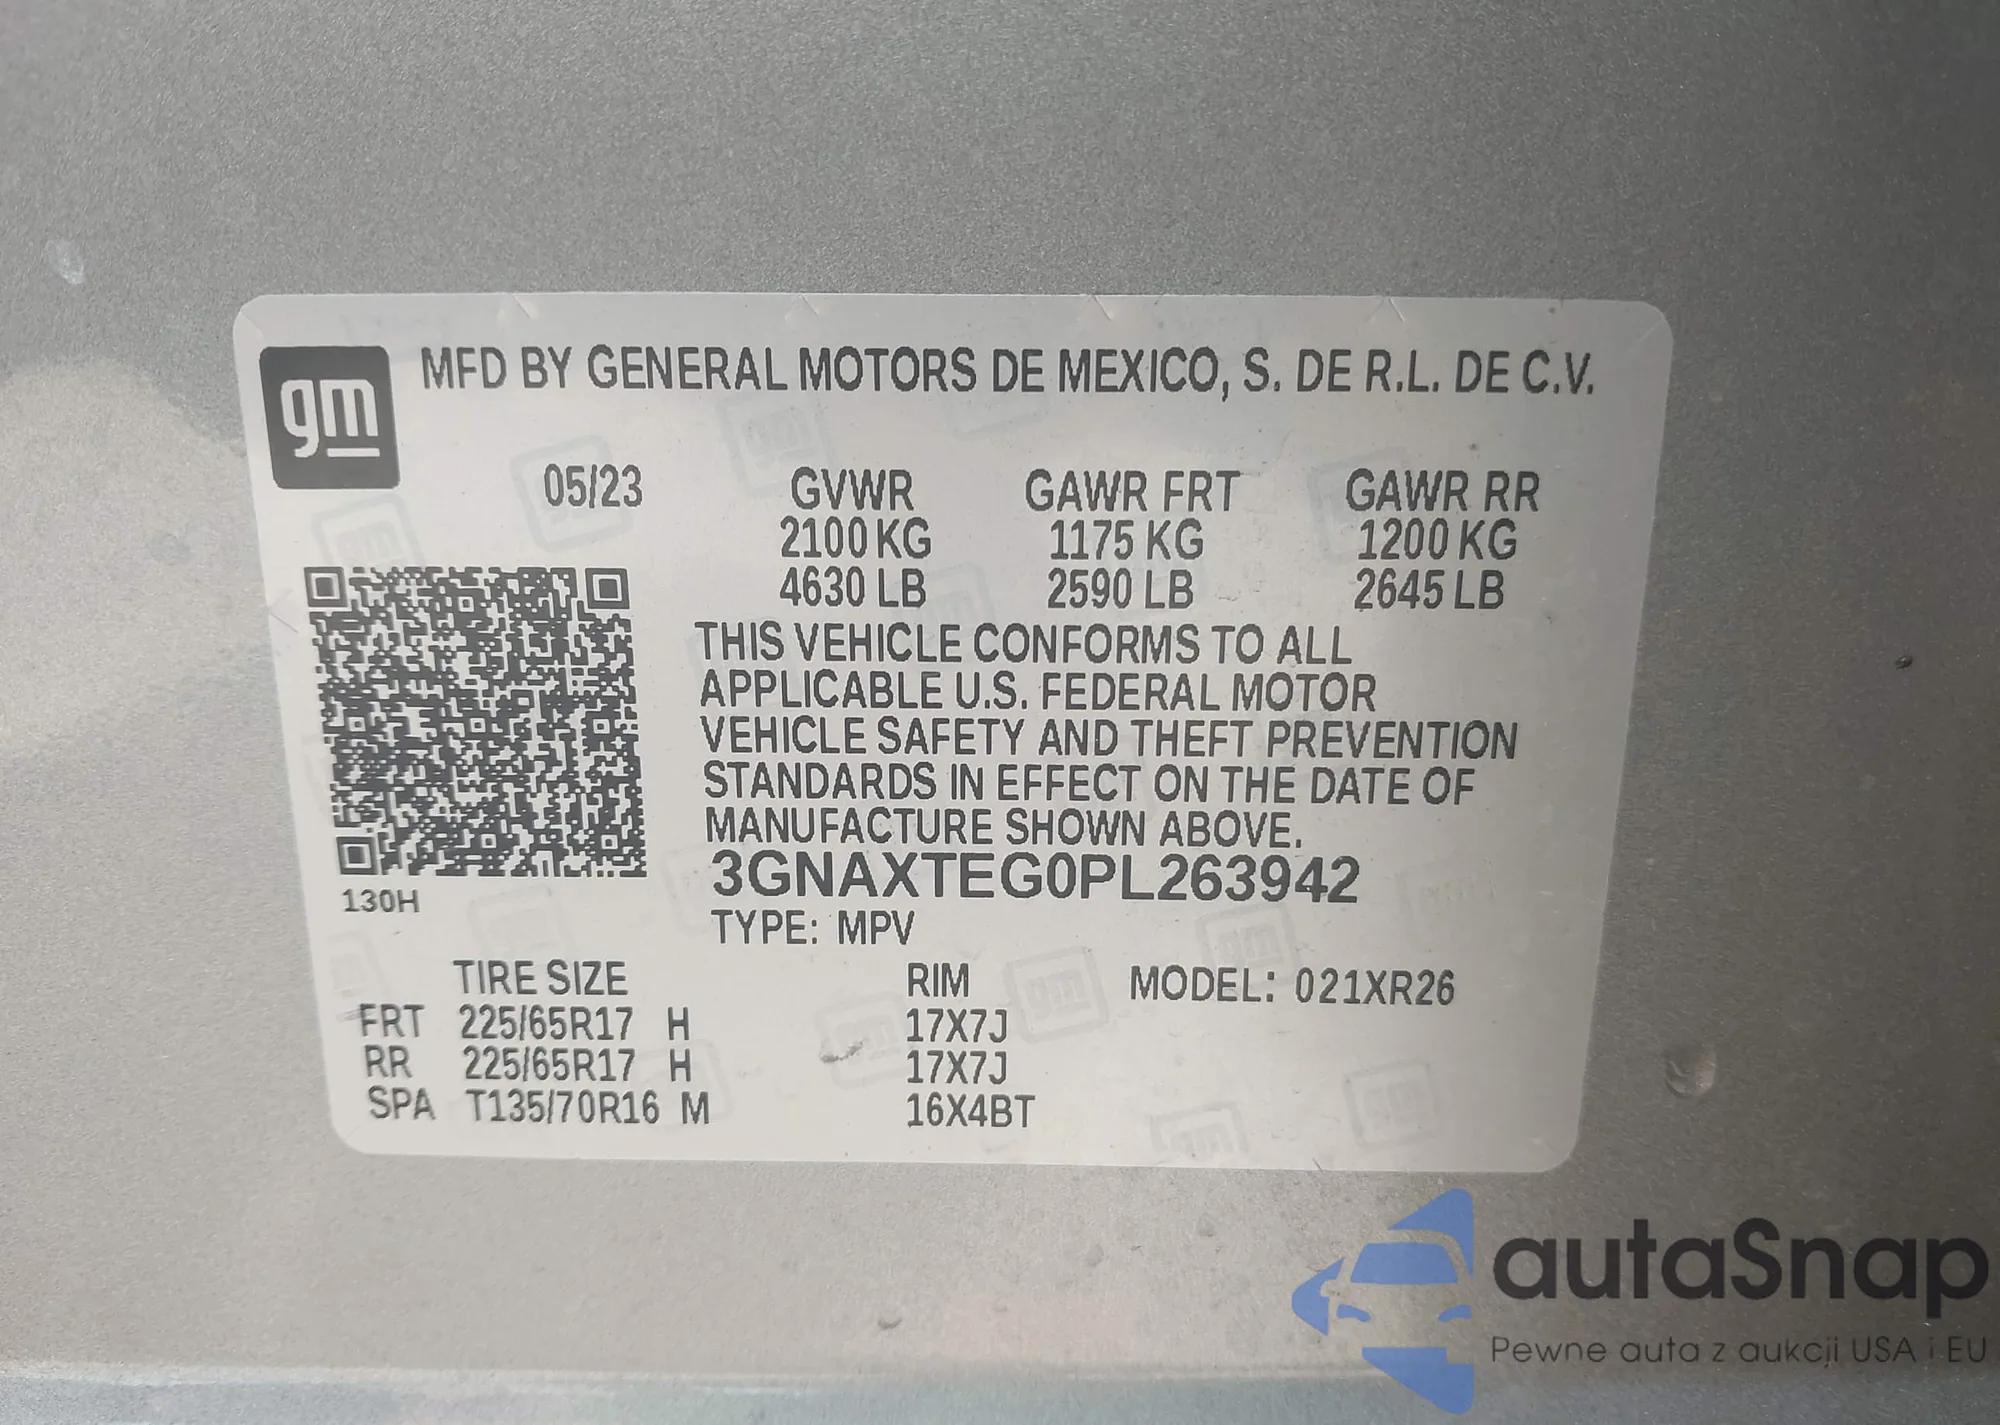 gm
MFD BY GENERAL MOTORS DE MEXICO, S. DE R.L. DE C.V.
05/23 GVWR GAWR FRT GAWR RR
2100 KG 1175 KG 1200 KG
4630 LB 2590 LB 2645 LB
THIS VEHICLE CONFORMS TO ALL
APPLICABLE U.S. FEDERAL MOTOR
VEHICLE SAFETY AND THEFT PREVENTION
STANDARDS IN EFFECT ON THE DATE OF
MANUFACTURE SHOWN ABOVE.
3GNAXTEG0PL263942
130H
TYPE: MPV
TIRE SIZE RIM MODEL: 021XR26
FRT 225/65R17 H 17X7J
RR 225/65R17 H 17X7J
SPA T135/70R16 M 16X4BT
autaSnap
Pewne auta z aukcji USA i EU